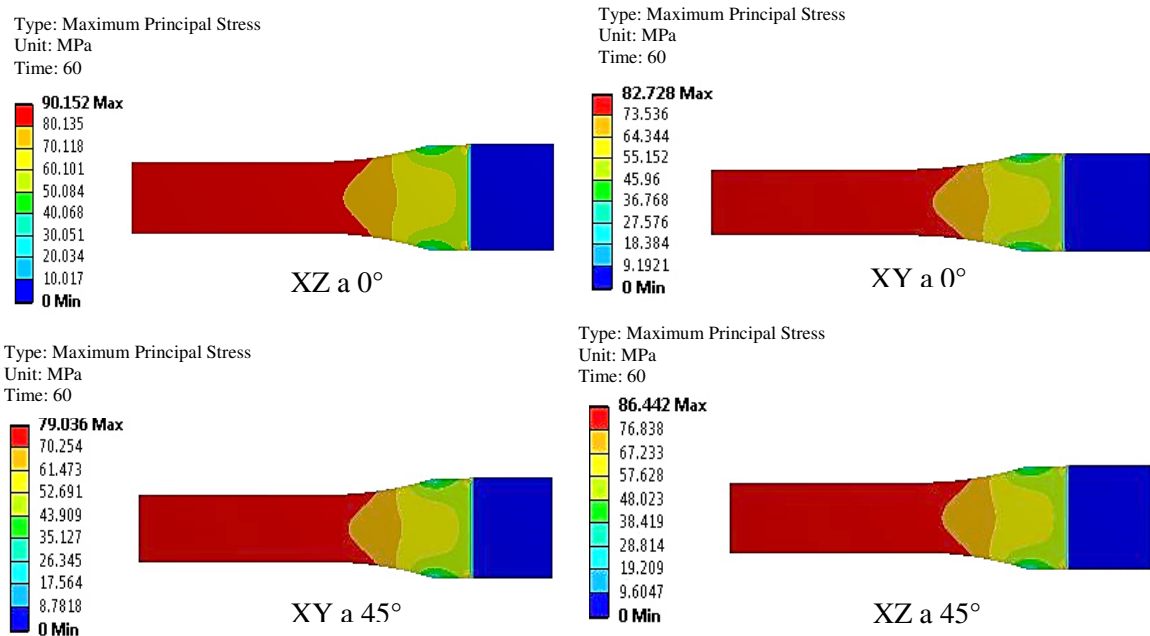 Type: Maximum Principal Stress
Unit: MPa
Time: 60
90.152 Max
80.135
70.118
60.101
50.084
40.068
30.051
20.034
10.017
0 Min
XZ a 0°
Type: Maximum Principal Stress
Unit: MPa
Time: 60
82.728 Max
73.536
64.344
55.152
45.96
36.768
27.576
18.384
9.1921
0 Min
XY a 0°
Type: Maximum Principal Stress
Unit: MPa
Time: 60
79.036 Max
70.254
61.473
52.691
43.909
35.127
26.345
17.564
8.7818
0 Min
XY a 45°
Type: Maximum Principal Stress
Unit: MPa
Time: 60
86.442 Max
76.838
67.233
57.628
48.023
38.419
28.814
19.209
9.6047
0 Min
XZ a 45°